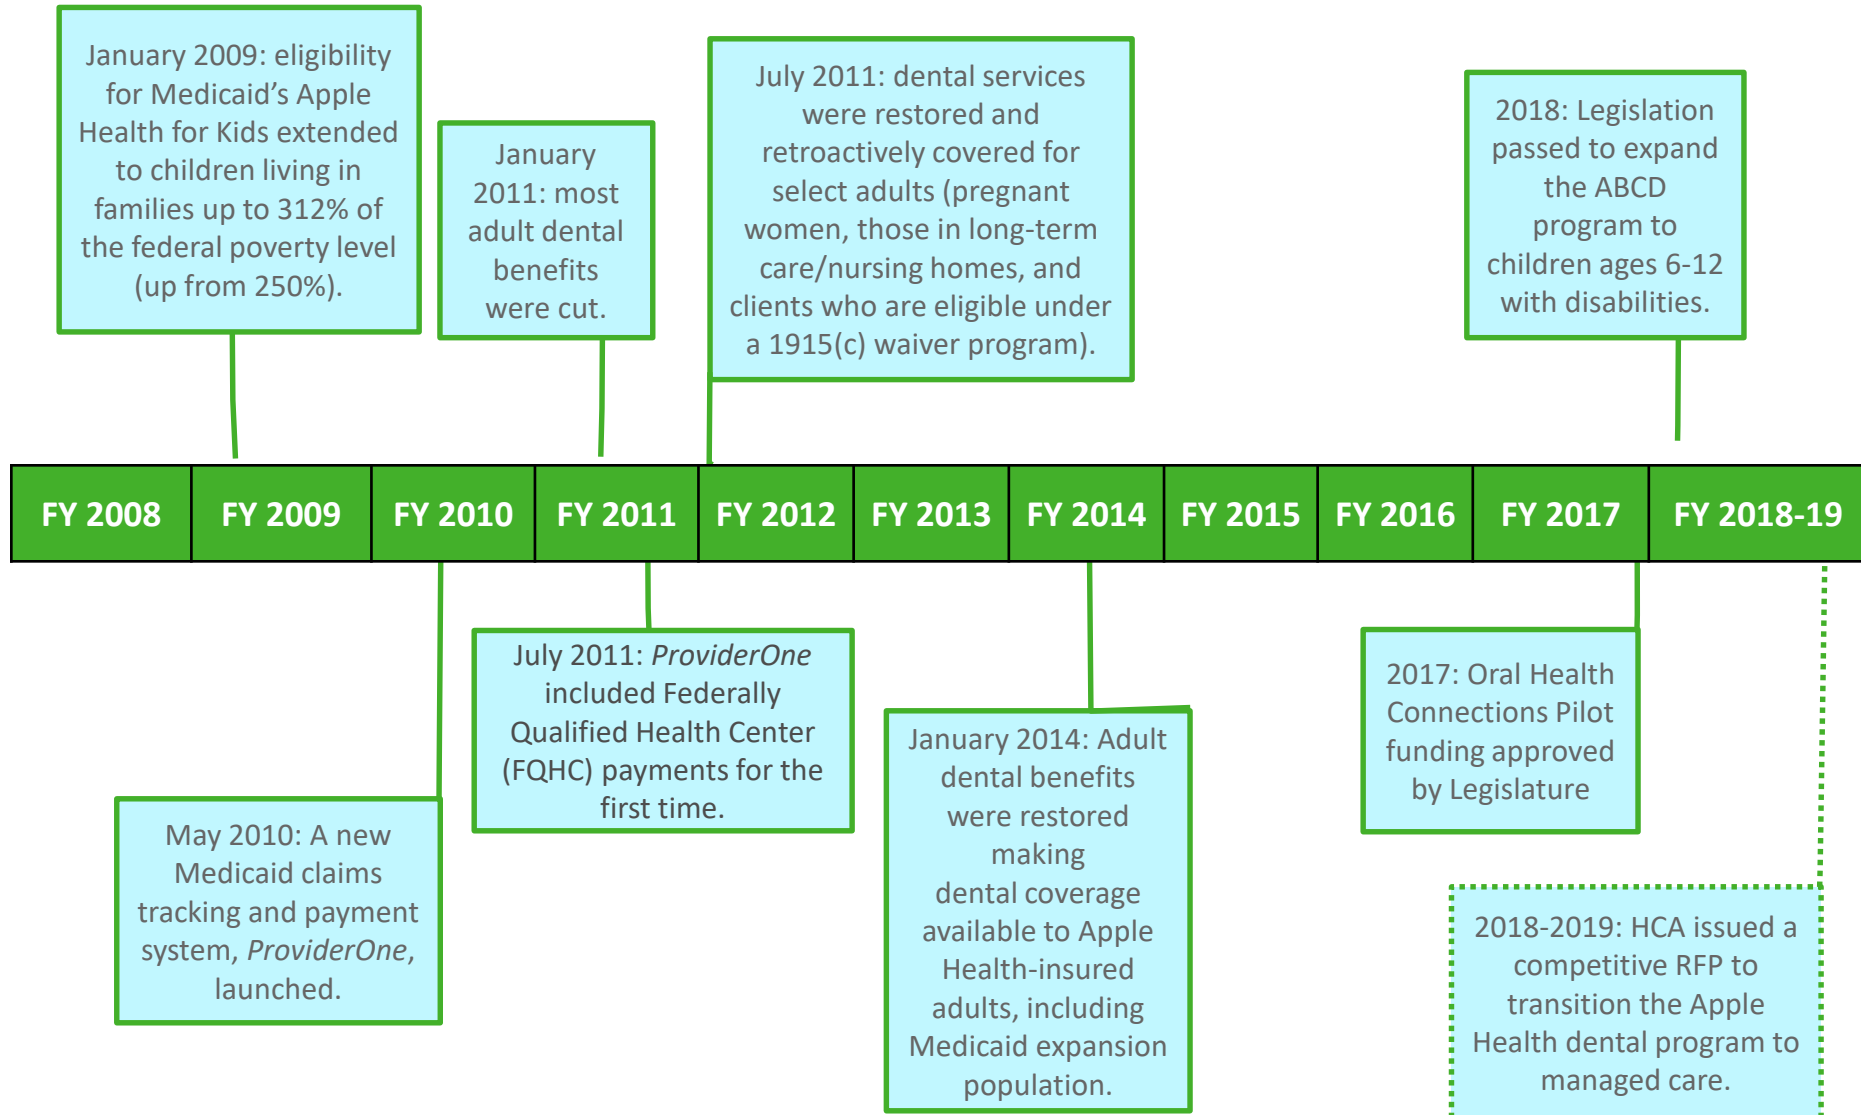 January 2009: eligibility
for Medicaid’s Apple
Health for Kids extended
to children living in
families up to 312% of
the federal poverty level
(up from 250%).
January
2011: most
adult dental
benefits
were cut.
July 2011: dental services
were restored and
retroactively covered for
select adults (pregnant
women, those in long-term
care/nursing homes, and
clients who are eligible under
a 1915(c) waiver program).
2018: Legislation
passed to expand
the ABCD
program to
children ages 6-12
with disabilities.
FY 2008
FY 2009
FY 2010
FY 2011
FY 2012
FY 2013
FY 2014
FY 2015
FY 2016
FY 2017
FY 2018-19
May 2010: A new
Medicaid claims
tracking and payment
system, ProviderOne,
launched.
July 2011: ProviderOne
included Federally
Qualified Health Center
(FQHC) payments for the
first time.
January 2014: Adult
dental benefits
were restored
making
dental coverage
available to Apple
Health-insured
adults, including
Medicaid expansion
population.
2017: Oral Health
Connections Pilot
funding approved
by Legislature
2018-2019: HCA issued a
competitive RFP to
transition the Apple
Health dental program to
managed care.